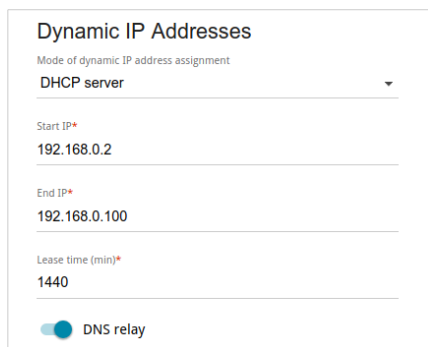 Dynamic IP Addresses
Mode of dynamic IP address assignment
DHCP server
Start IP*
192.168.0.2
End IP*
192.168.0.100
Lease time (min)*
1440
DNS relay